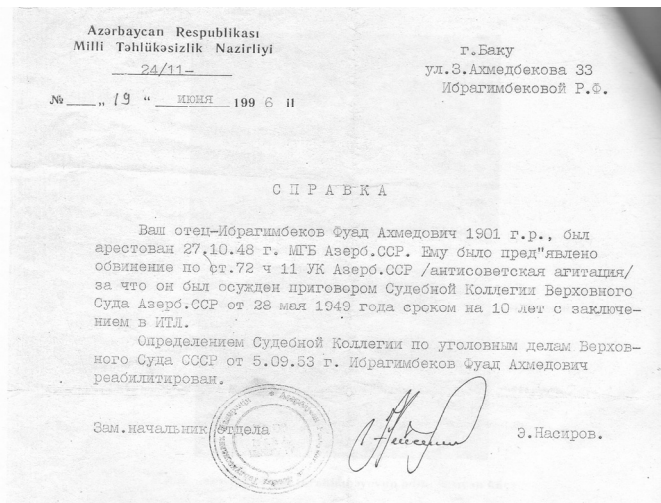 Azərbaycan Respublikası
Milli Təhlükəsizlik Nazirliyi
24/11-
№ „ 19 “ июня 1996 il
г.Баку
ул.З.Ахмедбекова 33
Ибрагимбековой Р.Ф.
СПРАВКА
Ваш отец-Ибрагимбеков Фуад Ахмедович 1901 г.р., был
арестован 27.10.48 г. МГБ Азерб.ССР. Ему было пред"явлено
обвинение по ст.72 ч 11 УК Азерб.ССР /антисоветская агитация/
за что он был осужден приговором Судебной Коллегии Верховного
Суда Азерб.ССР от 28 мая 1949 года сроком на 10 лет с заключе-
нием в ИТЛ.
Определением Судебной Коллегии по уголовным делам Верхов-
ного Суда СССР от 5.09.53 г. Ибрагимбеков Фуад Ахмедович
реабилитирован.
Зам.начальник отдела
Э.Насиров.